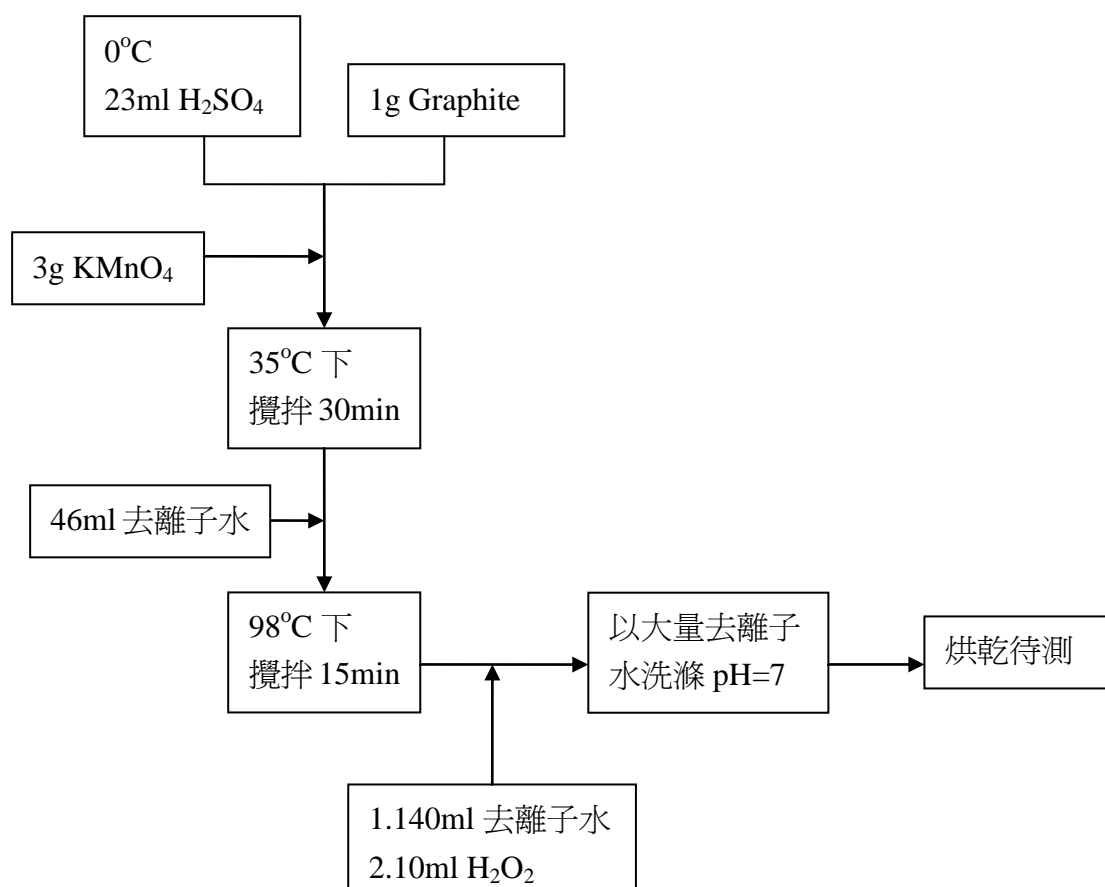 0°C
23ml H₂SO₄
1g Graphite
3g KMnO₄
35°C 下
攪拌 30min
46ml 去離子水
98°C 下
攪拌 15min
以大量去離子
水洗滌 pH=7
烘乾待測
1.140ml 去離子水
2.10ml H₂O₂